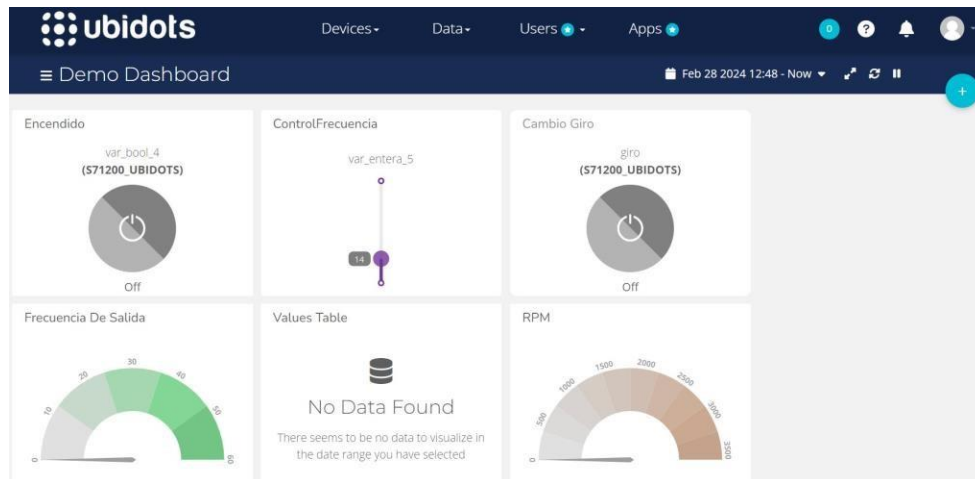 ubidots
Devices
Data
Users
Apps
0
?
Demo Dashboard
Feb 28 2024 12:48 - Now
+
Encendido
var_bool_4
(S71200_UBIDOTS)
Off
ControlFrecuencia
var_entera_5
14
Cambio Giro
giro
(S71200_UBIDOTS)
Off
Frecuencia De Salida
0
10
20
30
40
50
60
Values Table
No Data Found
There seems to be no data to visualize in
the date range you have selected
RPM
0
500
1000
1500
2000
2500
3000
3500